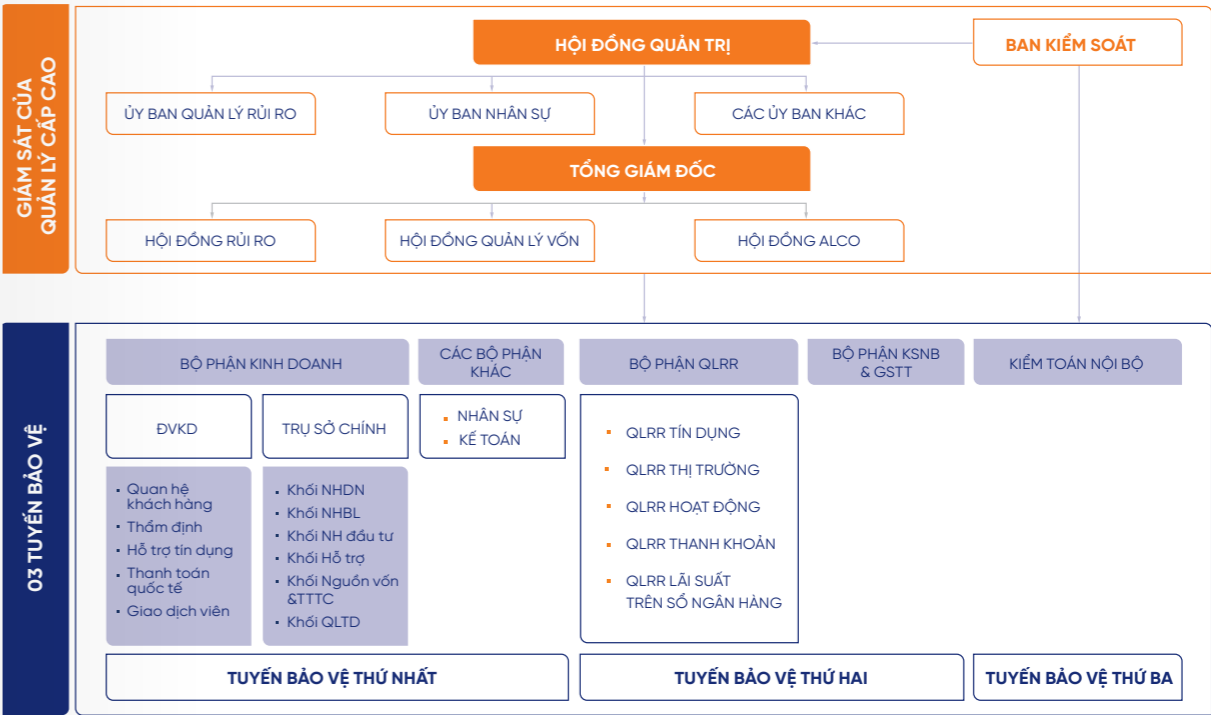 GIÁM SÁT CỦA
QUẢN LÝ CẤP CAO
HỘI ĐỒNG QUẢN TRỊ
BAN KIỂM SOÁT
ỦY BAN QUẢN LÝ RỦI RO
ỦY BAN NHÂN SỰ
CÁC ỦY BAN KHÁC
TỔNG GIÁM ĐỐC
HỘI ĐỒNG RỦI RO
HỘI ĐỒNG QUẢN LÝ VỐN
HỘI ĐỒNG ALCO
03 TUYẾN BẢO VỆ
BỘ PHẬN KINH DOANH
CÁC BỘ PHẬN
KHÁC
BỘ PHẬN QLRR
BỘ PHẬN KSNB
& GSTT
KIỂM TOÁN NỘI BỘ
ĐVKD
TRỤ SỞ CHÍNH
▪ NHÂN SỰ
▪ KẾ TOÁN
• Quan hệ
khách hàng
• Thẩm định
• Hỗ trợ tín dụng
• Thanh toán
quốc tế
• Giao dịch viên
• Khối NHDN
• Khối NHBL
• Khối NH đầu tư
• Khối Hỗ trợ
• Khối Nguồn vốn
&TTTC
• Khối QLTD
▪ QLRR TÍN DỤNG
▪ QLRR THỊ TRƯỜNG
▪ QLRR HOẠT ĐỘNG
▪ QLRR THANH KHOẢN
▪ QLRR LÃI SUẤT
TRÊN SỔ NGÂN HÀNG
TUYẾN BẢO VỆ THỨ NHẤT
TUYẾN BẢO VỆ THỨ HAI
TUYẾN BẢO VỆ THỨ BA